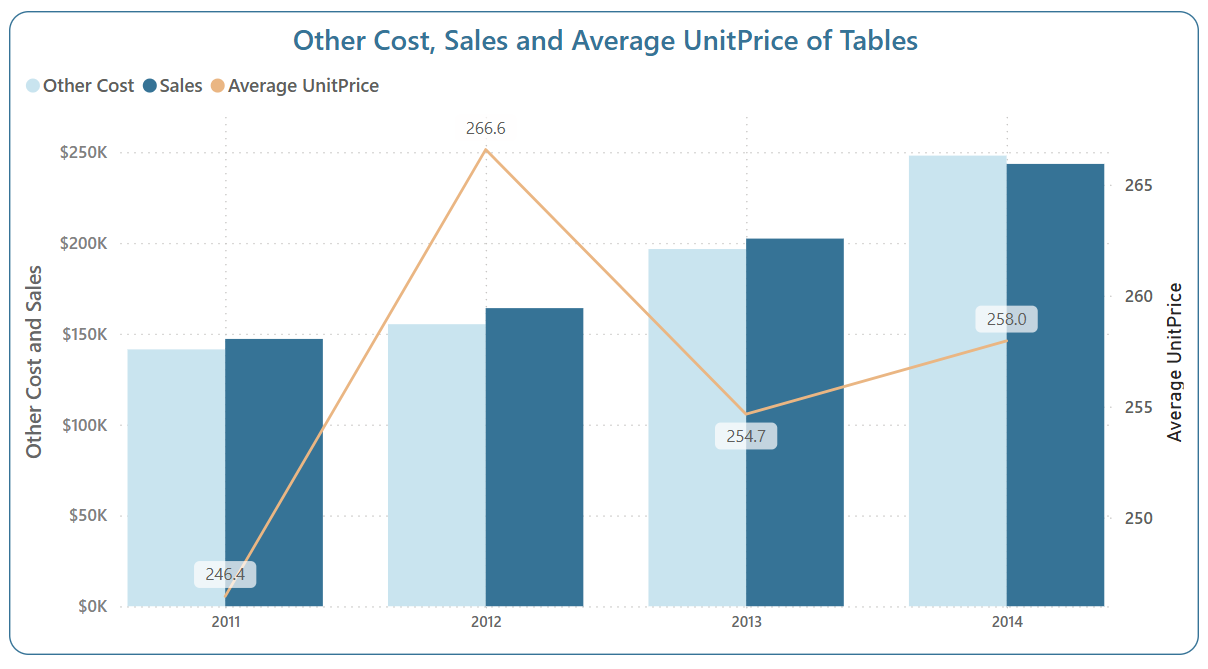 Other Cost, Sales and Average UnitPrice of Tables
Other Cost Sales Average UnitPrice
Other Cost and Sales
$250K
$200K
$150K
$100K
$50K
$0K
246.4
266.6
254.7
258.0
265
260
255
250
Average UnitPrice
2011 2012 2013 2014